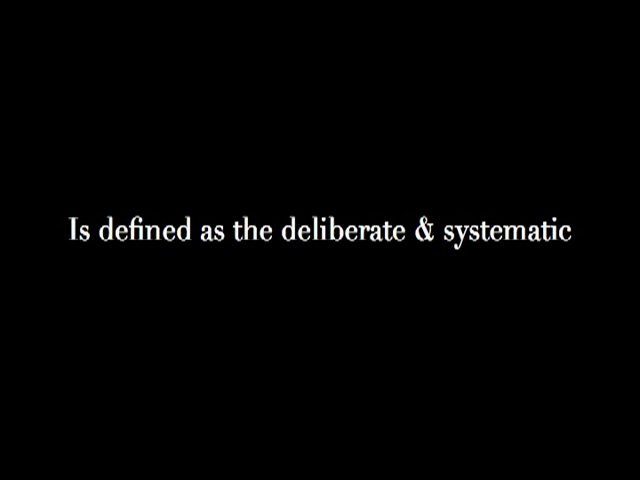 Is defined as the deliberate & systematic